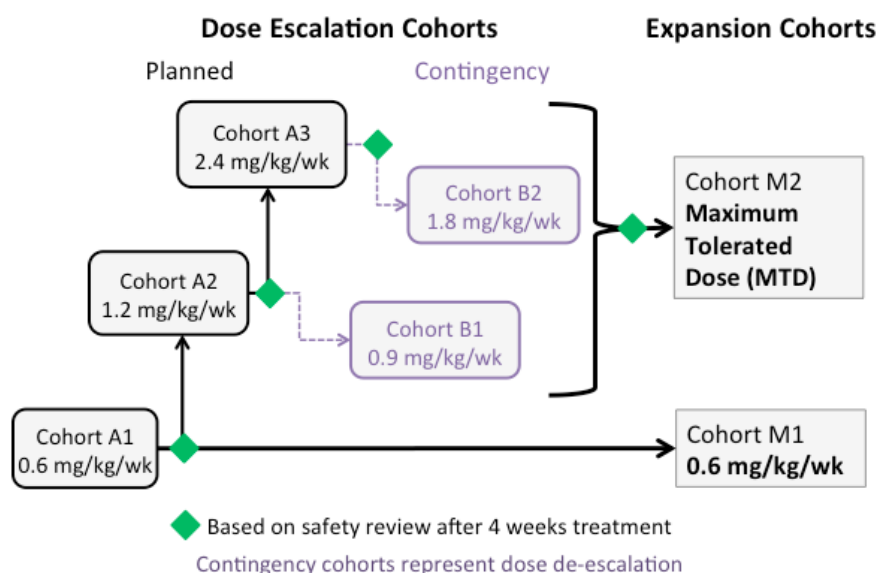 Dose Escalation Cohorts
Expansion Cohorts
Planned
Contingency
Cohort A3
2.4 mg/kg/wk
Cohort B2
1.8 mg/kg/wk
Cohort M2
Maximum
Tolerated
Dose (MTD)
Cohort A2
1.2 mg/kg/wk
Cohort B1
0.9 mg/kg/wk
Cohort A1
0.6 mg/kg/wk
Cohort M1
0.6 mg/kg/wk
Based on safety review after 4 weeks treatment
Contingency cohorts represent dose de-escalation